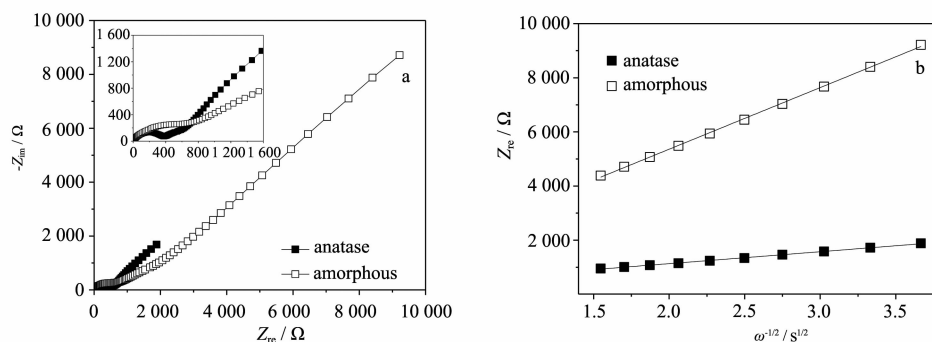 10 000
8 000
6 000
4 000
2 000
0
-Z_im / Ω
1 600
1 200
800
400
0
0 400 800 1 200 1 600
a
anatase
amorphous
0 2 000 4 000 6 000 8 000 10 000
Z_re / Ω
10 000
8 000
6 000
4 000
2 000
Z_re / Ω
b
anatase
amorphous
1.5 2.0 2.5 3.0 3.5
ω^-1/2 / s^1/2